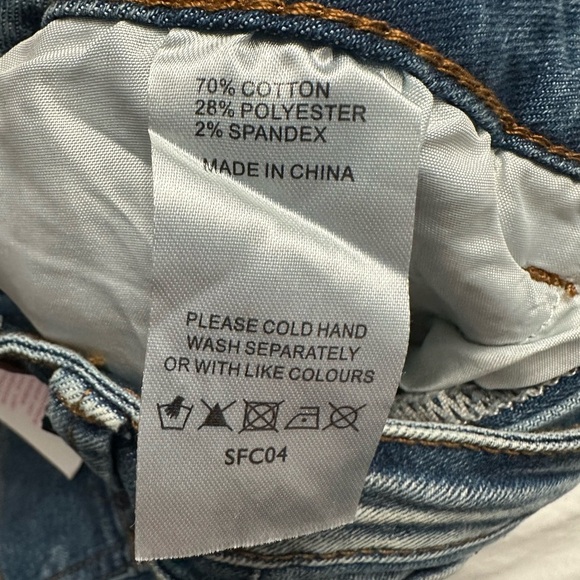 70% COTTON
28% POLYESTER
2% SPANDEX
MADE IN CHINA
PLEASE COLD HAND
WASH SEPARATELY
OR WITH LIKE COLOURS
SFC04